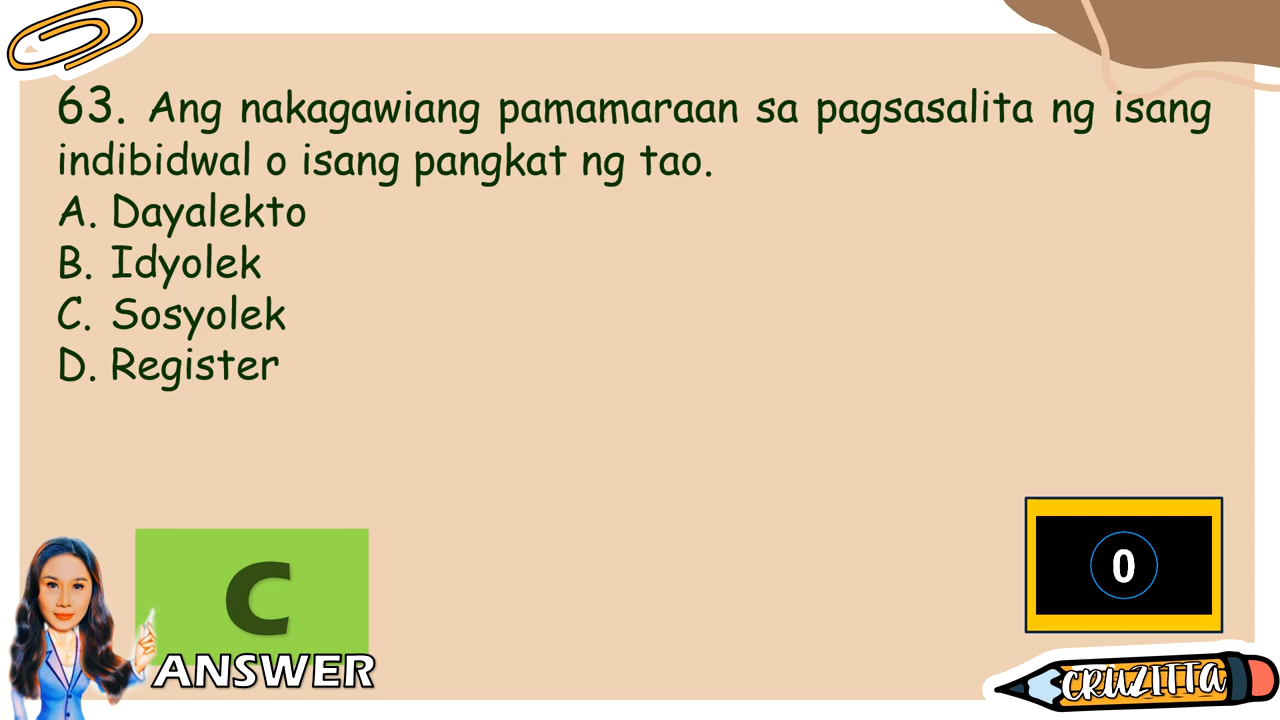 63. Ang nakagawiang pamamaraan sa pagsasalita ng isang
indibidwal o isang pangkat ng tao.
A. Dayalekto
B. Idyolek
C. Sosyolek
D. Register
C
ANSWER
0
CRUZITTA